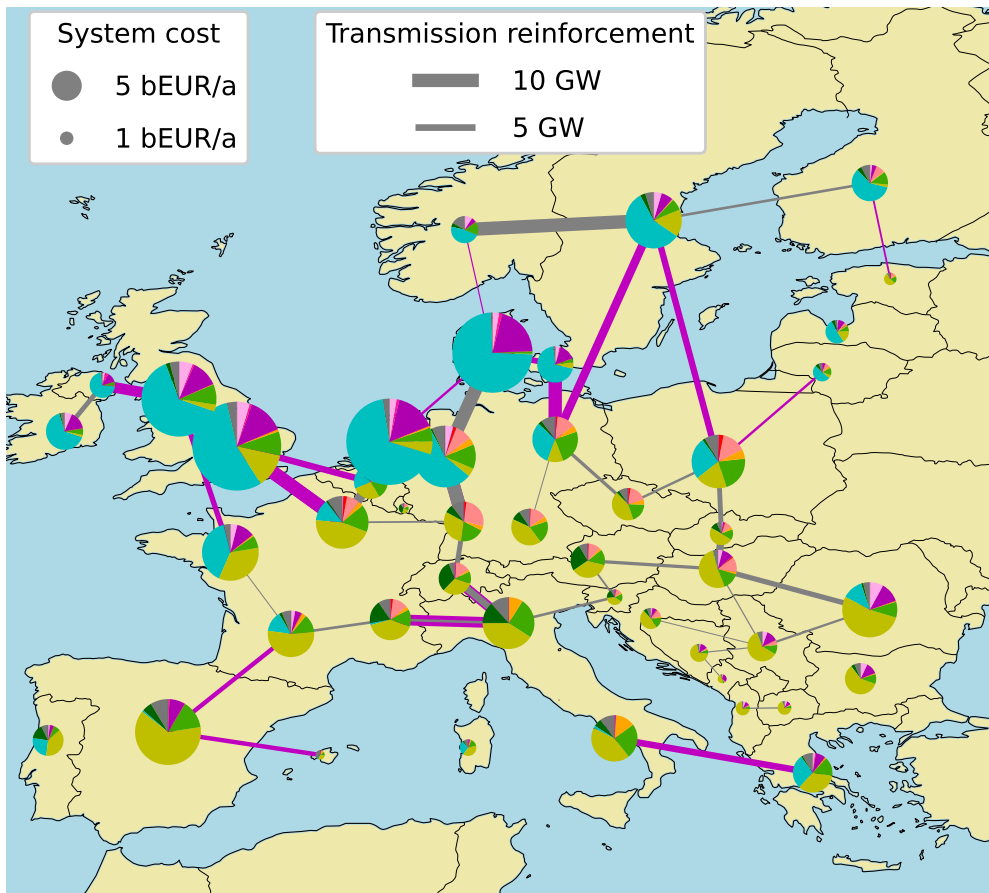 System cost
5 bEUR/a
1 bEUR/a
Transmission reinforcement
10 GW
5 GW